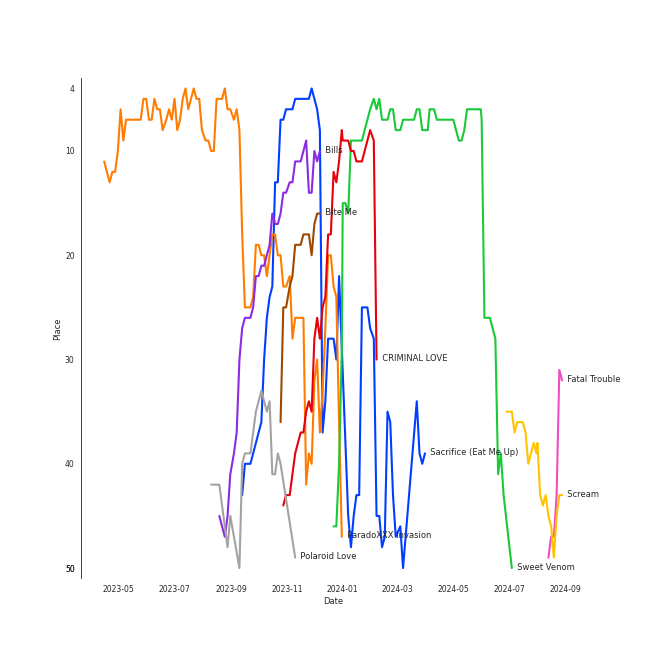 4
10
Bills
Bite Me
20
Place
30
CRIMINAL LOVE
Fatal Trouble
40
Sacrifice (Eat Me Up)
Scream
ParadoXXX Invasion
Polaroid Love
50
Sweet Venom
2023-05
2023-07
2023-09
2023-11
2024-01
2024-03
2024-05
2024-07
2024-09
Date